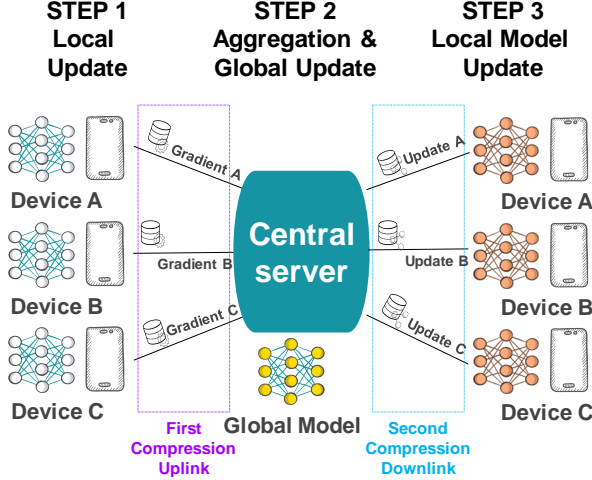 STEP 1
Local
Update
STEP 2
Aggregation &
Global Update
STEP 3
Local Model
Update
Gradient A
Update A
Device A
Device A
Central
server
Gradient B
Update B
Device B
Device B
Gradient C
Update C
Device C
Global Model
Device C
First
Compression
Uplink
Second
Compression
Downlink